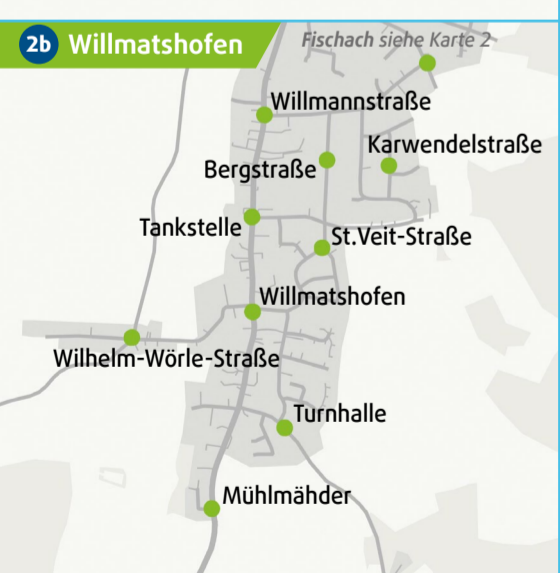 2b Willmatshofen
Fischach siehe Karte 2
Willmannstraße
Karwendelstraße
Bergstraße
Tankstelle
St.Veit-Straße
Willmatshofen
Wilhelm-Wörle-Straße
Turnhalle
Mühlmähder